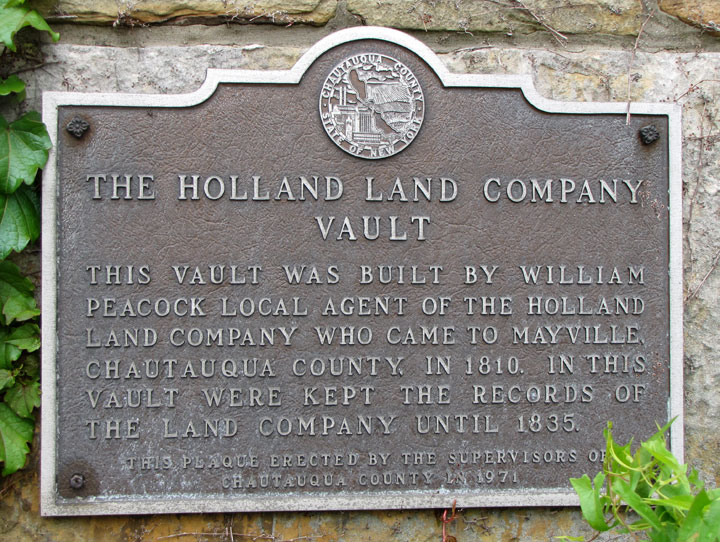 CHAUTAUQUA COUNTY
STATE OF NEW YORK
THE HOLLAND LAND COMPANY
VAULT
THIS VAULT WAS BUILT BY WILLIAM
PEACOCK LOCAL AGENT OF THE HOLLAND
LAND COMPANY WHO CAME TO MAYVILLE,
CHAUTAUQUA COUNTY, IN 1810. IN THIS
VAULT WERE KEPT THE RECORDS OF
THE LAND COMPANY UNTIL 1835.
THIS PLAQUE ERECTED BY THE SUPERVISORS OF
CHAUTAUQUA COUNTY IN 1971